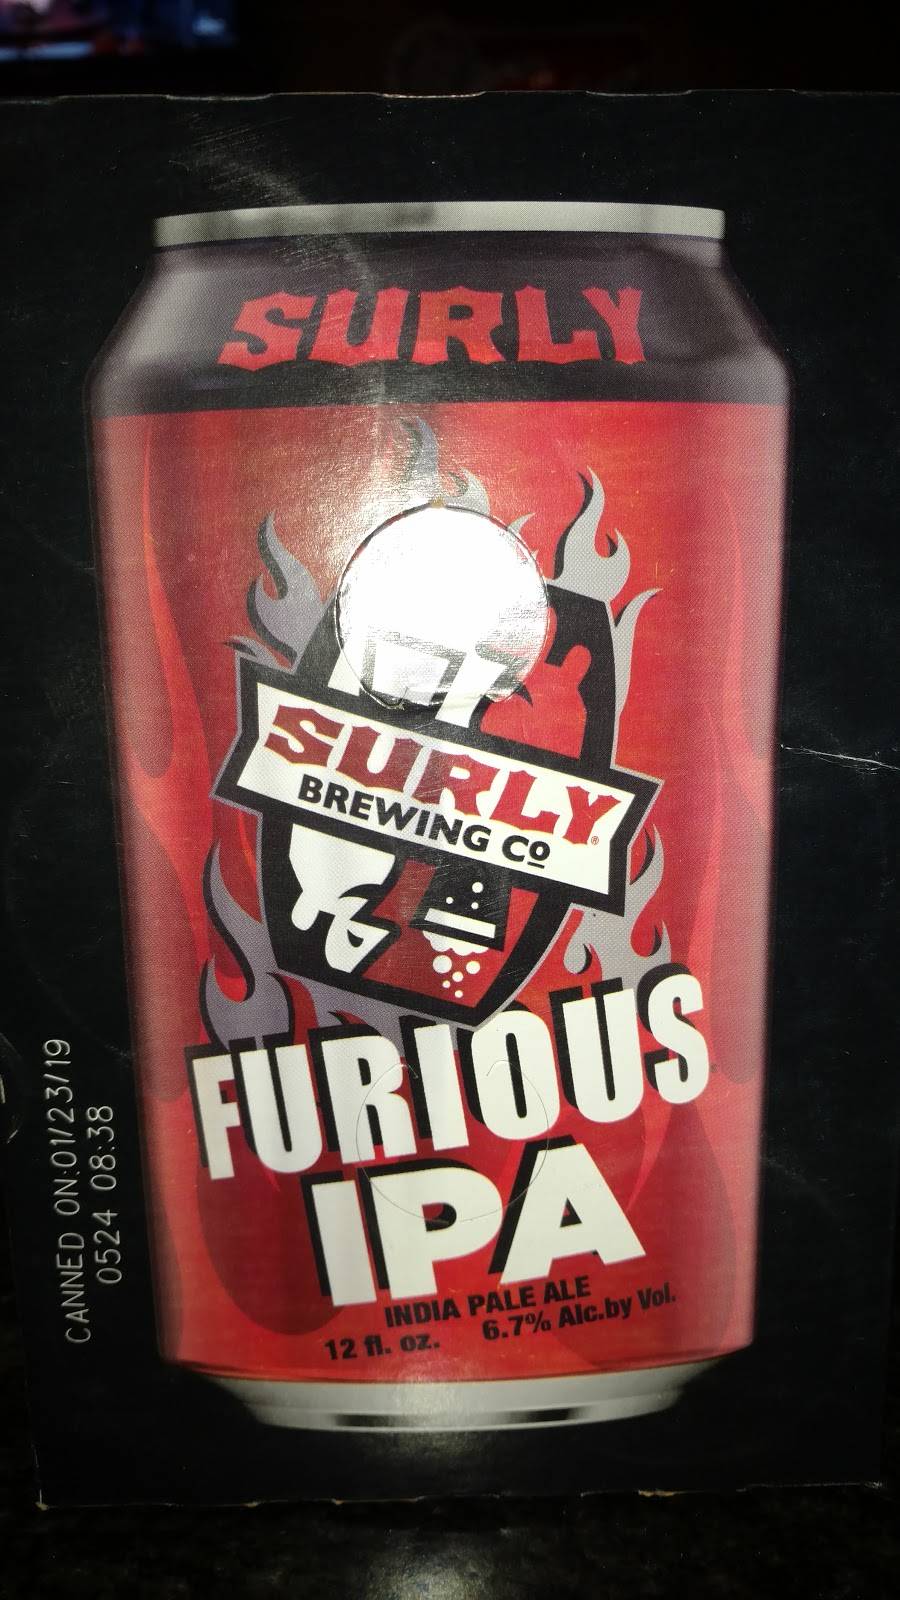 SURLY
SURLY®
BREWING Co
FURIOUS
IPA
INDIA PALE ALE
12 fl. oz. 6.7% Alc.by Vol.
CANNED ON:01/23/19
0524 08:38